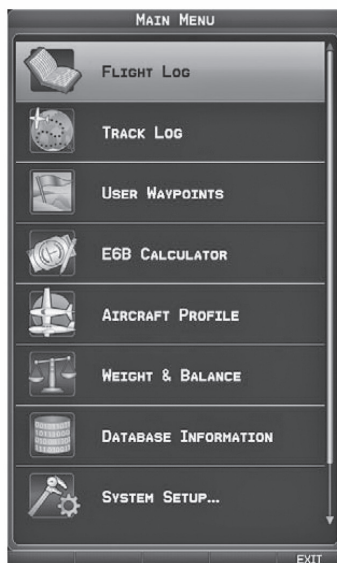 MAIN MENU
FLIGHT LOG
TRACK LOG
USER WAYPOINTS
E6B CALCULATOR
AIRCRAFT PROFILE
WEIGHT & BALANCE
DATABASE INFORMATION
SYSTEM SETUP...
EXIT